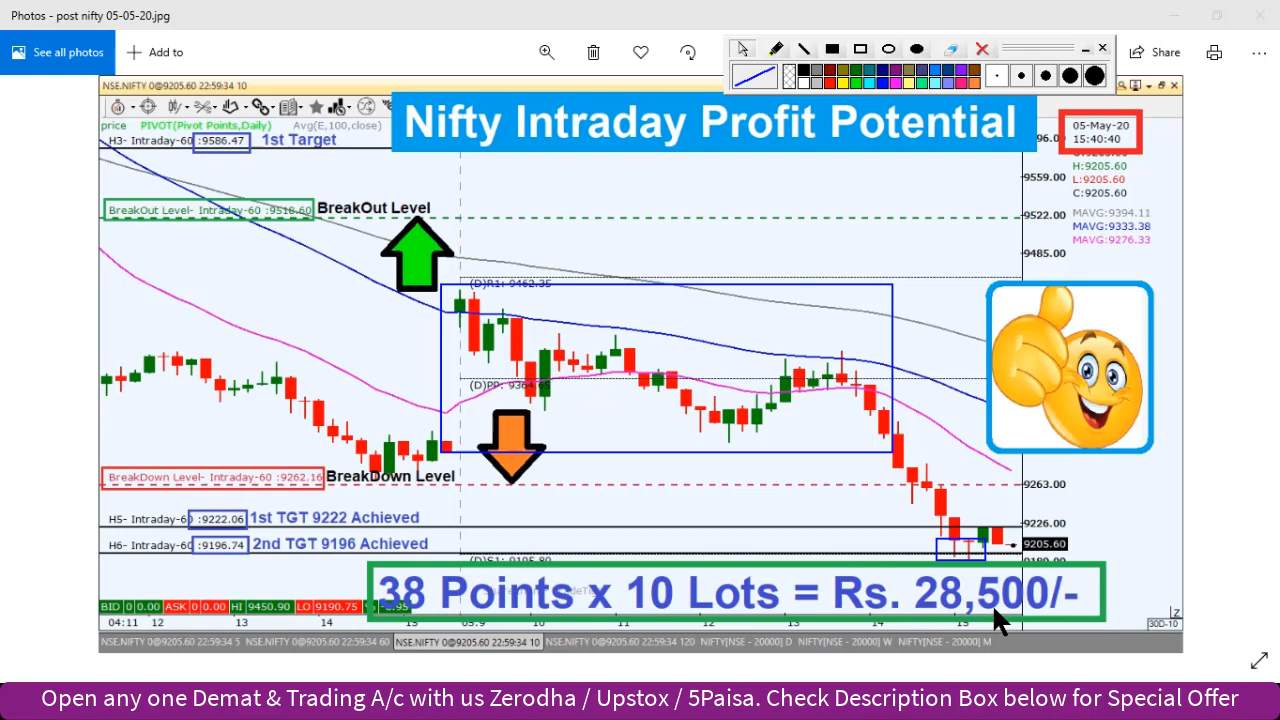 Photos - post nifty 05-05-20.jpg
See all photos
Add to
Share
NSE.NIFTY 0@9205.60 22:59:34 10
Nifty Intraday Profit Potential
price PIVOT(Pivot Points,Daily) Avg(E,100,close)
H3- Intraday-60 :9586.47 1st Target
05-May-20
15:40:40
H:9205.60
L:9205.60
C:9205.60
MAVG:9394.11
MAVG:9333.38
MAVG:9276.33
9559.00
9522.00
9485.00
BreakOut Level- Intraday-60 :9518.60 BreakOut Level
(D)R1: 9462.35
(D)PP: 9364.65
BreakDown Level- Intraday-60 :9262.16 BreakDown Level
9263.00
H5- Intraday-60 :9222.06 1st TGT 9222 Achieved
9226.00
H6- Intraday-60 :9196.74 2nd TGT 9196 Achieved
9205.60
38 Points x 10 Lots = Rs. 28,500/-
BID 0 0.00 ASK 0 0.00 HI 9450.90 LO 9190.75
04:11 12 13 14 15 05:9 10 11 12 13 14 15
30D-10
NSE.NIFTY 0@9205.60 22:59:34 5 NSE.NIFTY 0@9205.60 22:59:34 60 NSE.NIFTY 0@9205.60 22:59:34 10 NSE.NIFTY 0@9205.60 22:59:34 120 NIFTY[NSE - 20000] D NIFTY[NSE - 20000] W NIFTY[NSE - 20000] M
Open any one Demat & Trading A/c with us Zerodha / Upstox / 5Paisa. Check Description Box below for Special Offer